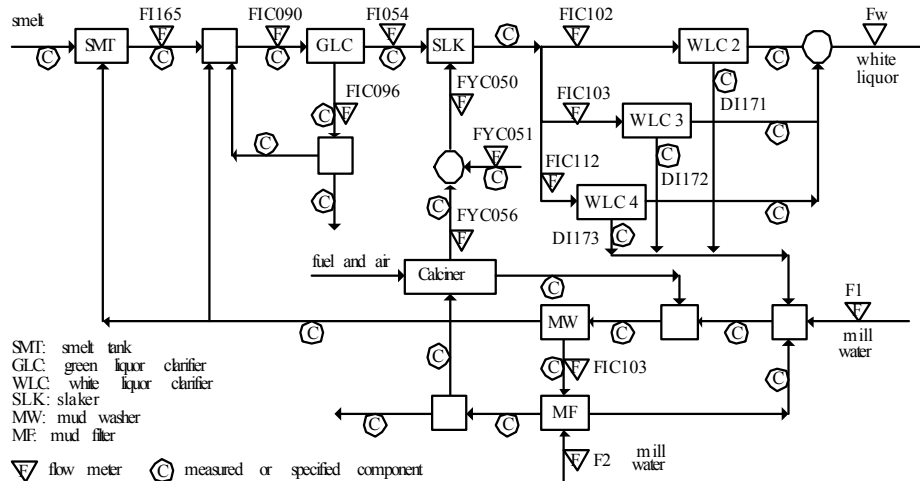 smelt
FI165
FIC090
FI054
FIC102
Fw
F
F
F
F
F
SMT
GLC
SLK
WLC 2
C
C
C
C
C
C
white
liquor
FIC096
FYC050
FIC103
C
DI171
C
F
F
F
WLC 3
C
FYC051
F
C
FIC112
C
DI172
F
C
WLC 4
C
FYC056
F
DI173
C
fuel and air
Calciner
C
F1
F
mill
water
C
MW
C
C
SMT: smelt tank
GLC: green liquor clarifier
WLC: white liquor clarifier
SLK: slaker
MW: mud washer
MF: mud filter
C
C
F
FIC103
C
C
C
MF
F
F2 mill
water
F
flow meter
C
measured or specified component